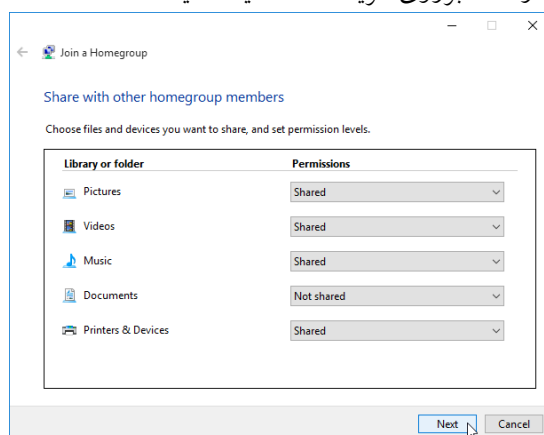 Join a Homegroup
Share with other homegroup members
Choose files and devices you want to share, and set permission levels.
Library or folder Permissions
Pictures Shared
Videos Shared
Music Shared
Documents Not shared
Printers & Devices Shared
Next Cancel